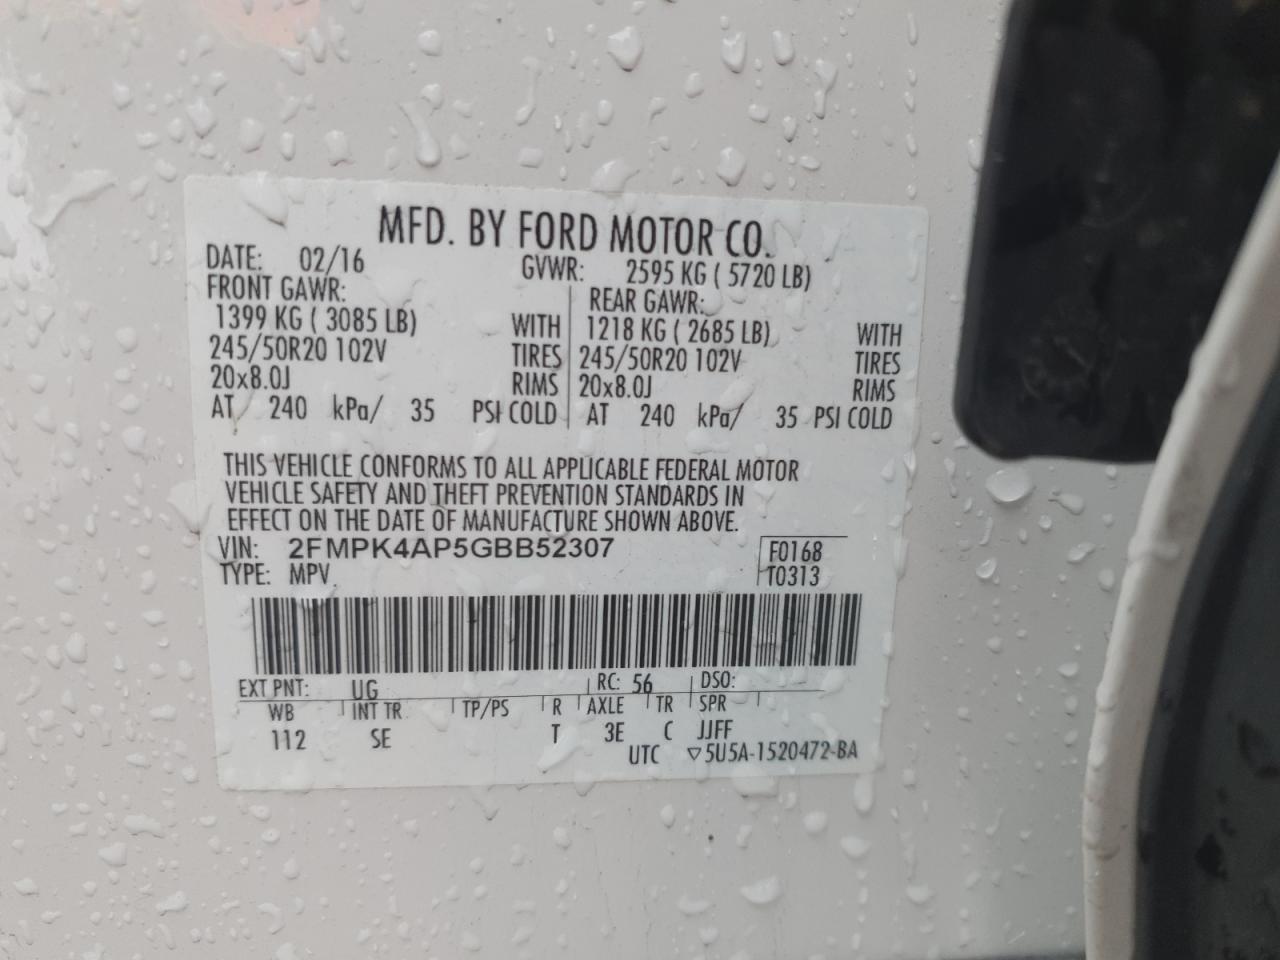 MFD. BY FORD MOTOR CO.
DATE: 02/16 GVWR: 2595 KG ( 5720 LB)
FRONT GAWR: REAR GAWR:
1399 KG ( 3085 LB) WITH 1218 KG ( 2685 LB) WITH
245/50R20 102V TIRES 245/50R20 102V TIRES
20x8.0J RIMS 20x8.0J RIMS
AT 240 kPa/ 35 PSI COLD AT 240 kPa/ 35 PSI COLD
THIS VEHICLE CONFORMS TO ALL APPLICABLE FEDERAL MOTOR
VEHICLE SAFETY AND THEFT PREVENTION STANDARDS IN
EFFECT ON THE DATE OF MANUFACTURE SHOWN ABOVE.
VIN: 2FMPK4AP5GBB52307 F0168
TYPE: MPV T0313
EXT PNT: UG RC: 56 DSO:
WB INT TR TP/PS R AXLE TR SPR
112 SE T 3E C JJFF
UTC ▽5U5A-1520472-BA